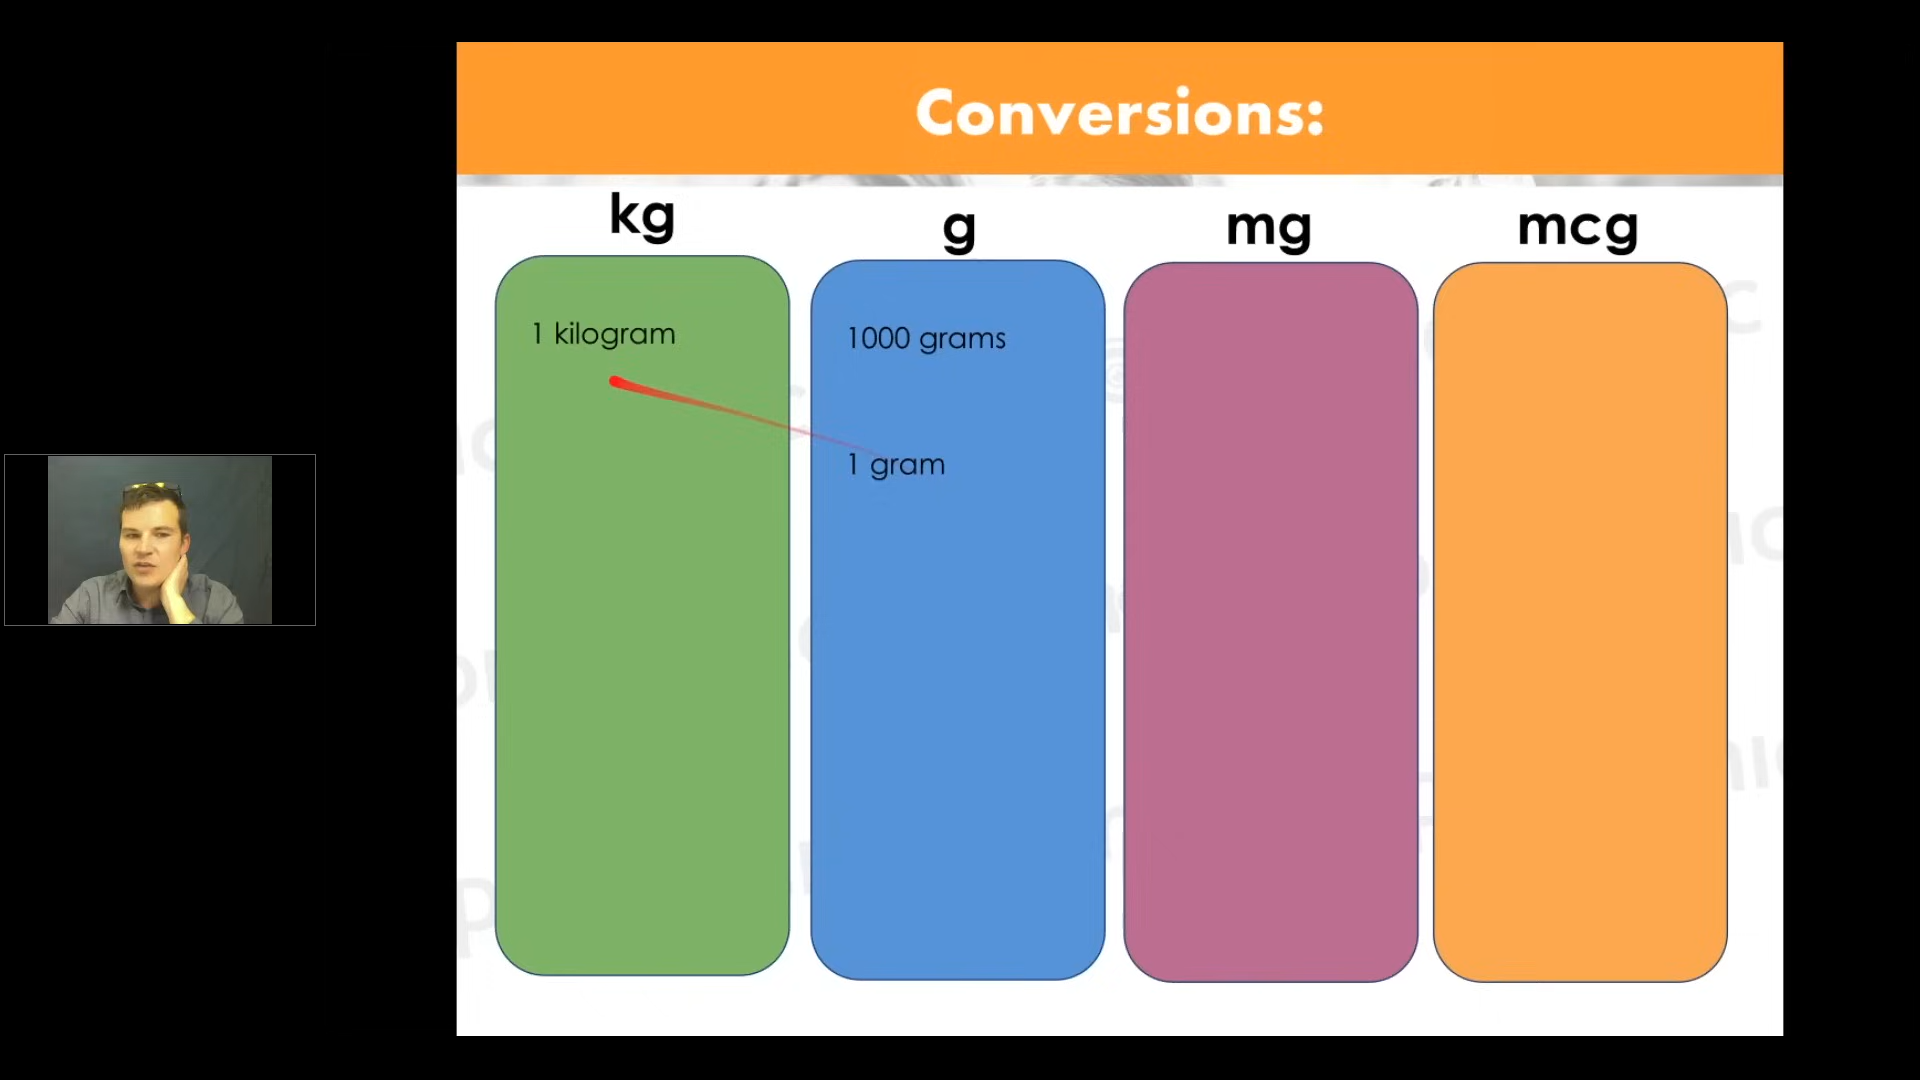 Conversions:
kg
g
mg
mcg
1 kilogram
1000 grams
1 gram